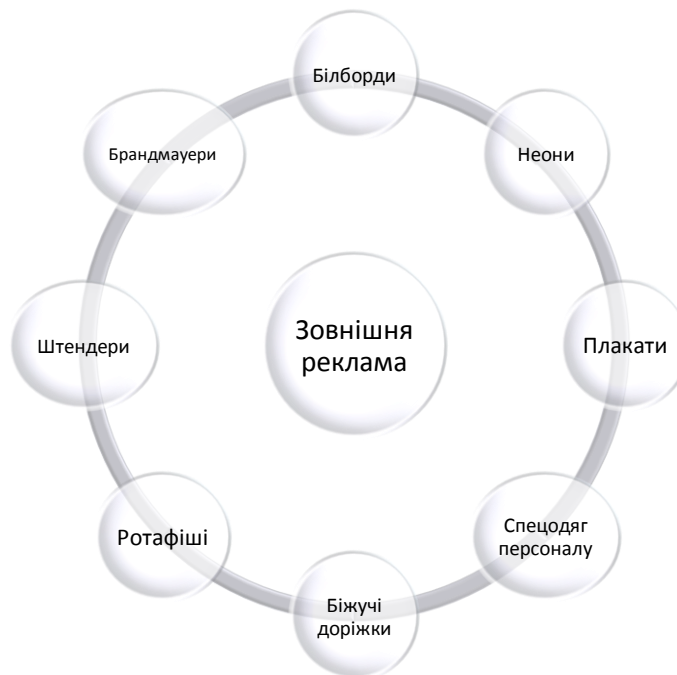 Білборди
Неони
Плакати
Спецодяг
персоналу
Біжучі
доріжки
Ротафіші
Штендери
Брандмауери
Зовнішня
реклама